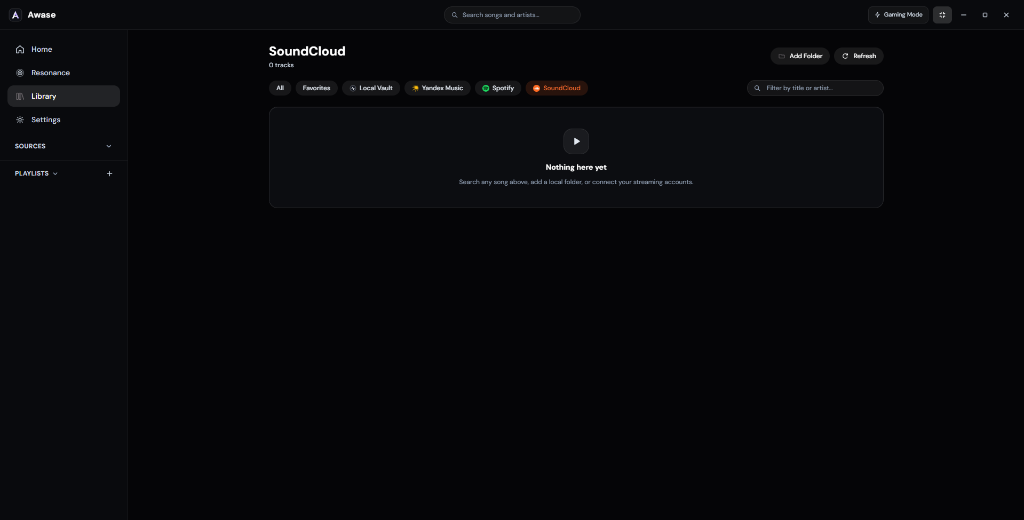 Awase
Search songs and artists...
Gaming Mode
Home
Resonance
Library
Settings
SOURCES
PLAYLISTS
SoundCloud
0 tracks
Add Folder
Refresh
All
Favorites
Local Vault
Yandex Music
Spotify
SoundCloud
Filter by title or artist...
Nothing here yet
Search any song above, add a local folder, or connect your streaming accounts.